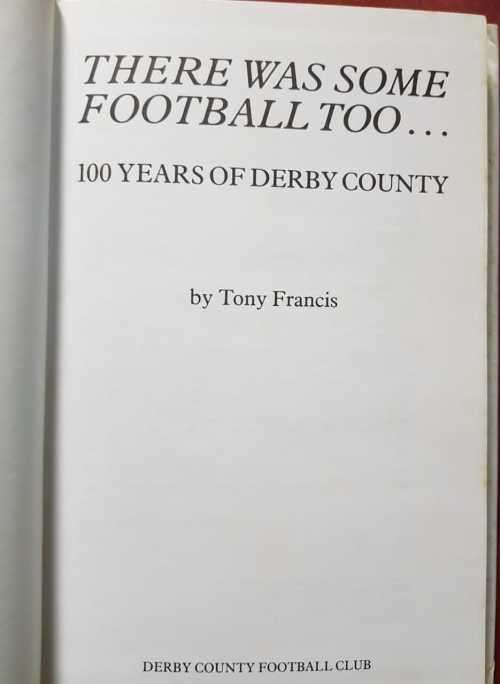 THERE WAS SOME
FOOTBALL TOO...
100 YEARS OF DERBY COUNTY
by Tony Francis
DERBY COUNTY FOOTBALL CLUB